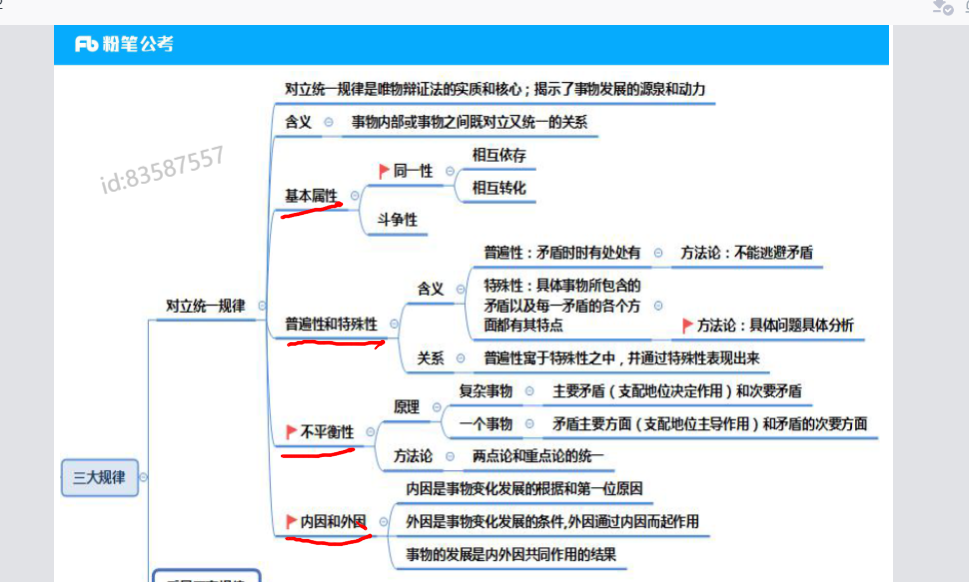 粉笔公考
对立统一规律是唯物辩证法的实质和核心；揭示了事物发展的源泉和动力
含义
事物内部或事物之间既对立又统一的关系
id:83587557
基本属性
同一性
相互依存
相互转化
斗争性
对立统一规律
普遍性和特殊性
含义
普遍性：矛盾时时有处处有
方法论：不能逃避矛盾
特殊性：具体事物所包含的
矛盾以及每一矛盾的各个方
面都有其特点
方法论：具体问题具体分析
关系
普遍性寓于特殊性之中，并通过特殊性表现出来
不平衡性
原理
复杂事物
主要矛盾（支配地位决定作用）和次要矛盾
一个事物
矛盾主要方面（支配地位主导作用）和矛盾的次要方面
方法论
两点论和重点论的统一
三大规律
内因和外因
内因是事物变化发展的根据和第一位原因
外因是事物变化发展的条件,外因通过内因而起作用
事物的发展是内外因共同作用的结果